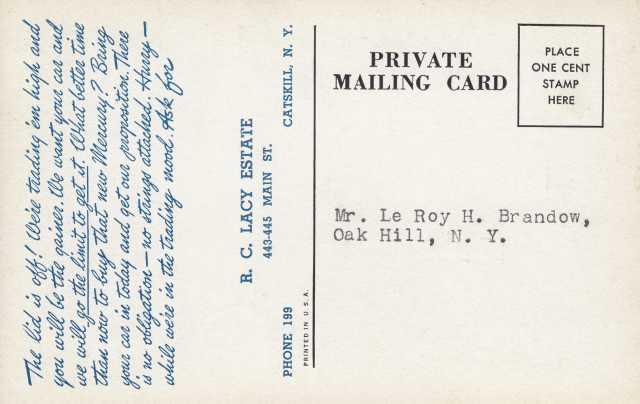 The lid is off! We're trading 'em high and
you will be the gainer. We want your car and
we will go the limit to get it. What better time
than now to buy that new Mercury? Being
your car in today and get our proposition. There
is no obligation — no strings attached. Hurry —
while we're in the trading mood. Ask for
R. C. LACY ESTATE
443-445 MAIN ST.
PHONE 199 CATSKILL, N. Y.
PRINTED IN U.S.A.
PRIVATE
MAILING CARD
PLACE
ONE CENT
STAMP
HERE
Mr. Le Roy H. Brandow,
Oak Hill, N. Y.